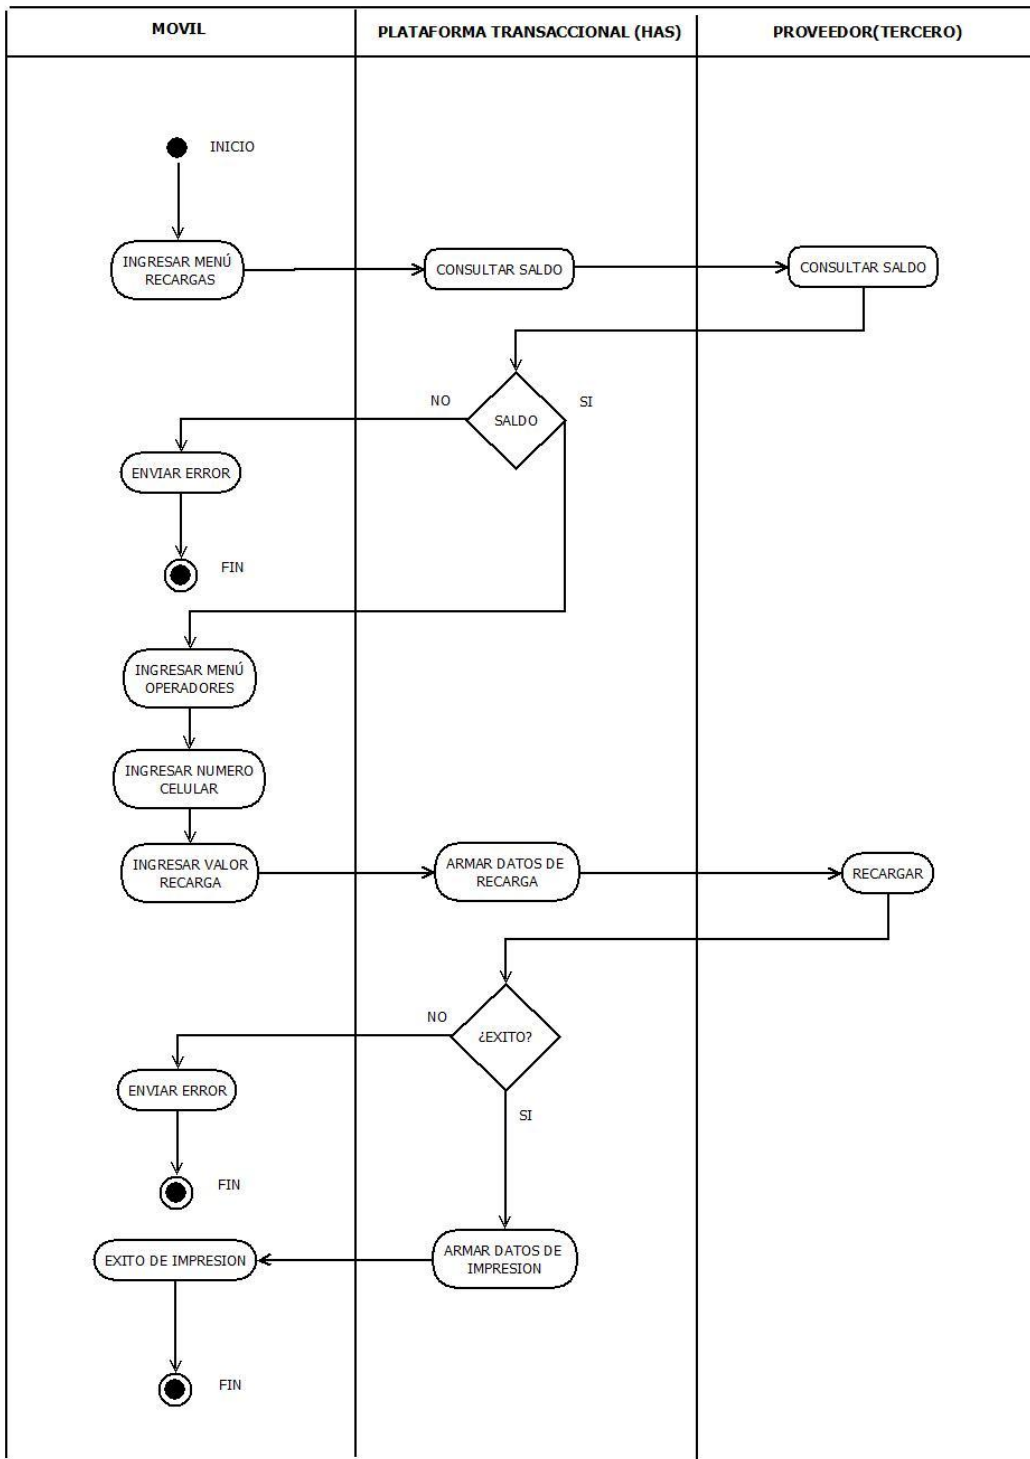 MOVIL
PLATAFORMA TRANSACCIONAL (HAS)
PROVEEDOR(TERCERO)
INICIO
INGRESAR MENÚ
RECARGAS
CONSULTAR SALDO
CONSULTAR SALDO
NO
SALDO
SI
ENVIAR ERROR
FIN
INGRESAR MENÚ
OPERADORES
INGRESAR NUMERO
CELULAR
INGRESAR VALOR
RECARGA
ARMAR DATOS DE
RECARGA
RECARGAR
NO
¿EXITO?
ENVIAR ERROR
SI
FIN
EXITO DE IMPRESION
ARMAR DATOS DE
IMPRESION
FIN